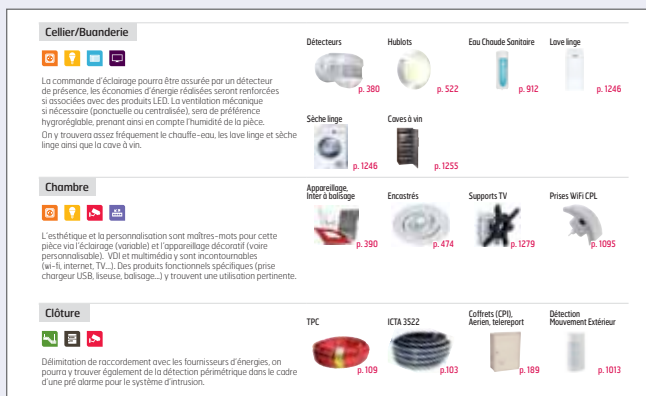 Cellier/Buanderie
La commande d'éclairage pourra être assurée par un détecteur
de présence, les économies d'énergie réalisées seront renforcées
si associées avec des produits LED. La ventilation mécanique
si nécessaire (ponctuelle ou centralisée), sera de préférence
hygroréglable, prenant ainsi en compte l'humidité de la pièce.
On y trouvera assez fréquement le chauffe-eau, les lave linge et sèche
linge ainsi que la cave à vin.
Détecteurs
p. 380
Hublots
p. 522
Eau Chaude Sanitaire
p. 912
Lave linge
p. 1246
Sèche linge
p. 1246
Caves à vin
p. 1255
Chambre
L'esthétique et la personnalisation sont maîtres-mots pour cette
pièce via l'éclairage (variable) et l'appareillage décoratif (voire
personnalisable). VDI et multimédia y sont incontournables
(wi-fi, internet, TV...). Des produits fonctionnels spécifiques (prise
chargeur USB, liseuse, balisage...) y trouvent une utilisation pertinente.
Appareillage,
Inter à balisage
p. 390
Encastrés
p. 474
Supports TV
p. 1279
Prises WiFi CPL
p. 1095
Clôture
Délimitation de raccordement avec les fournisseurs d'énergies, on
pourra y trouver également de la détection périmétrique dans le cadre
d'une pré alarme pour le système d'intrusion.
TPC
p. 109
ICTA 3522
p.103
Coffrets (CPI),
Aerien, telereport
p. 189
Détection
Mouvement Extérieur
p. 1013